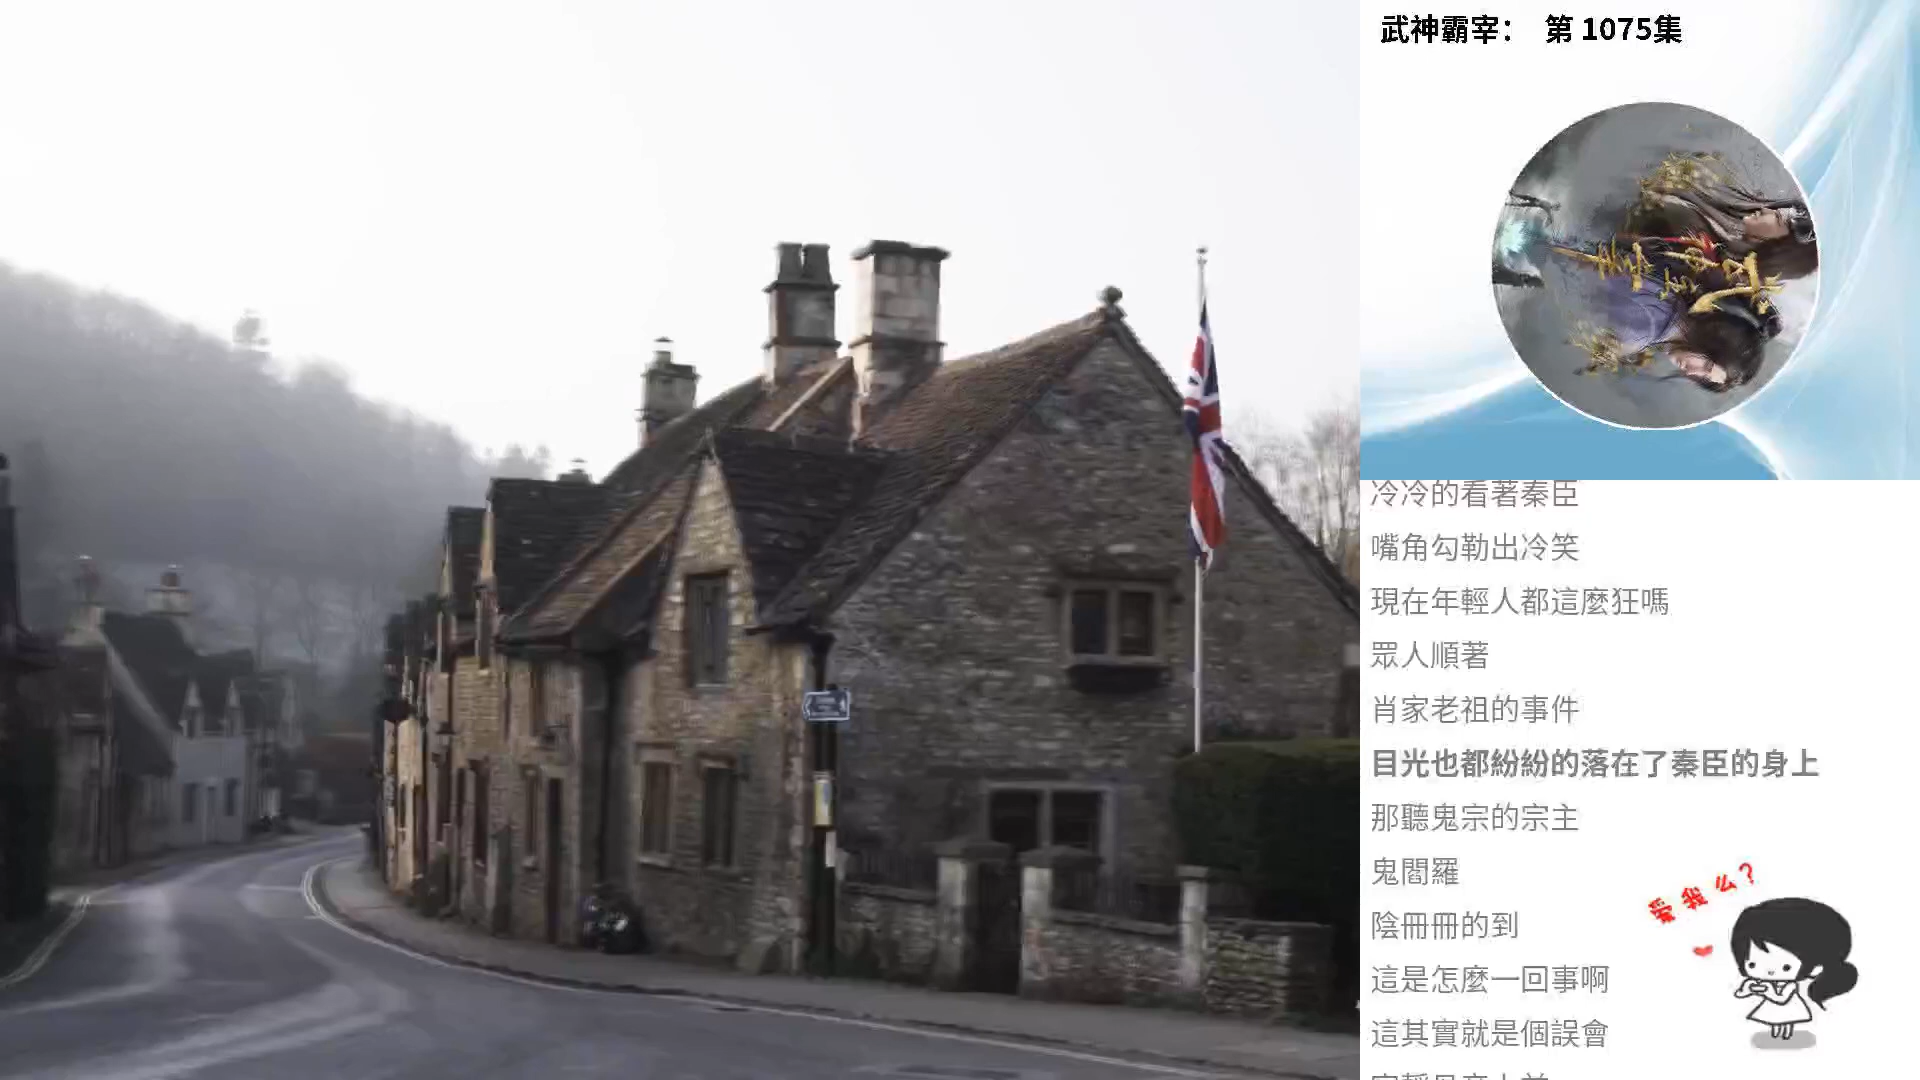 武神霸宰： 第 1075集
冷冷的看著秦臣
嘴角勾勒出冷笑
現在年輕人都這麼狂嗎
眾人順著
肖家老祖的事件
目光也都紛紛的落在了秦臣的身上
那聽鬼宗的宗主
鬼閻羅
陰冊冊的到
這是怎麼一回事啊
這其實就是個誤會
爱我么？